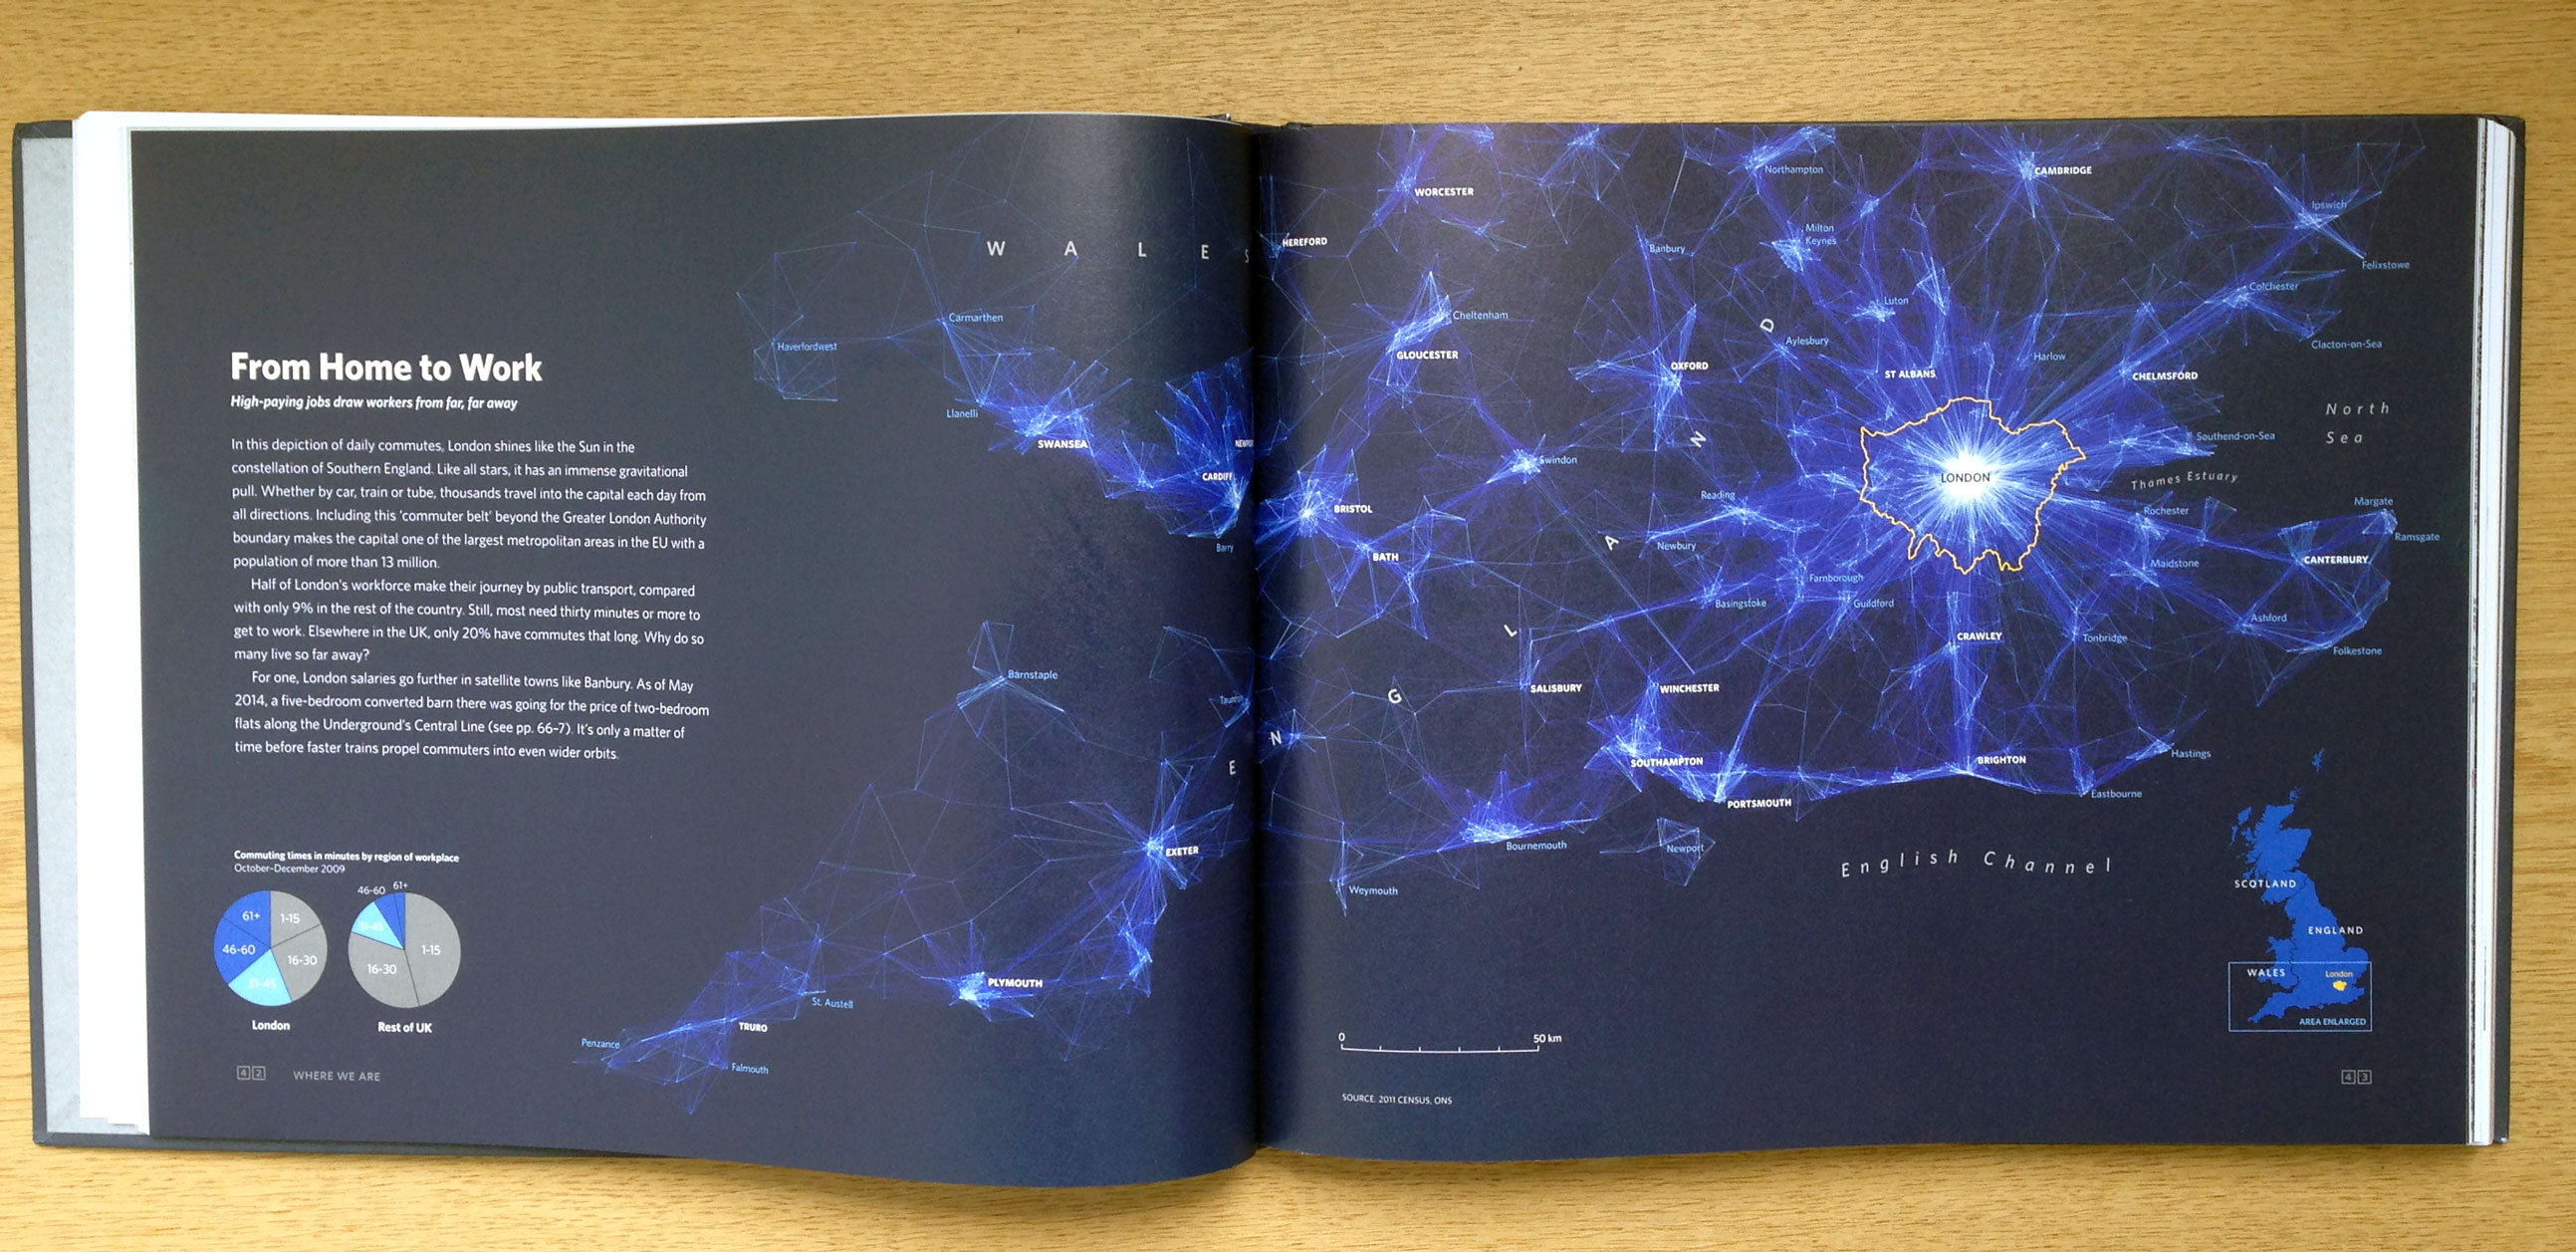 From Home to Work
High-paying jobs draw workers from far, far away
In this depiction of daily commutes, London shines like the Sun in the
constellation of Southern England. Like all stars, it has an immense gravitational
pull. Whether by car, train or tube, thousands travel into the capital each day from
all directions. Including this 'commuter belt' beyond the Greater London Authority
boundary makes the capital one of the largest metropolitan areas in the EU with a
population of more than 13 million.
Half of London's workforce make their journey by public transport, compared
with only 9% in the rest of the country. Still, most need thirty minutes or more to
get to work. Elsewhere in the UK, only 20% have commutes that long. Why do so
many live so far away?
For one, London salaries go further in satellite towns like Banbury. As of May
2014, a five-bedroom converted barn there was going for the price of two-bedroom
flats along the Underground's Central Line (see pp. 66-7). It's only a matter of
time before faster trains propel commuters into even wider orbits.
Commuting times in minutes by region of workplace
October-December 2009
61+
1-15
46-60
16-30
31-45
London
46-60
61+
31-45
1-15
16-30
Rest of UK
42
WHERE WE ARE
WALES
Carmarthen
Haverfordwest
Llanelli
SWANSEA
CARDIFF
Barry
Barnstaple
EXETER
PLYMOUTH
St. Austell
TRURO
Penzance
Falmouth
ENGLAND
WORCESTER
HEREFORD
Northampton
CAMBRIDGE
Ipswich
Milton
Keynes
Banbury
Felixstowe
Colchester
Luton
Cheltenham
GLOUCESTER
Aylesbury
Clacton-on-Sea
Harlow
OXFORD
ST ALBANS
CHELMSFORD
North
Sea
Southend-on-Sea
Swindon
LONDON
Thames Estuary
Reading
Margate
BRISTOL
Rochester
Ramsgate
Newbury
BATH
CANTERBURY
Maidstone
Farnborough
Basingstoke
Guildford
Ashford
CRAWLEY
Tonbridge
Folkestone
SALISBURY
WINCHESTER
Hastings
SOUTHAMPTON
BRIGHTON
PORTSMOUTH
Eastbourne
Bournemouth
Newport
English Channel
Weymouth
SCOTLAND
ENGLAND
WALES
London
AREA ENLARGED
0
50 km
SOURCE: 2011 CENSUS, ONS
43